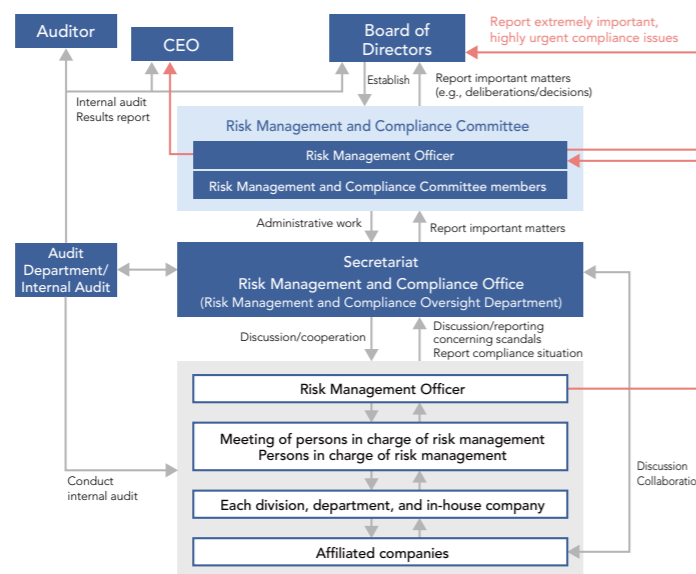 Auditor
CEO
Board of
Directors
Report extremely important,
highly urgent compliance issues
Internal audit
Results report
Establish
Report important matters
(e.g., deliberations/decisions)
Risk Management and Compliance Committee
Risk Management Officer
Risk Management and Compliance Committee members
Administrative work
Report important matters
Audit
Department/
Internal Audit
Secretariat
Risk Management and Compliance Office
(Risk Management and Compliance Oversight Department)
Discussion/cooperation
Discussion/reporting
concerning scandals
Report compliance situation
Risk Management Officer
Meeting of persons in charge of risk management
Persons in charge of risk management
Conduct
internal audit
Discussion
Collaboratio
Each division, department, and in-house company
Affiliated companies